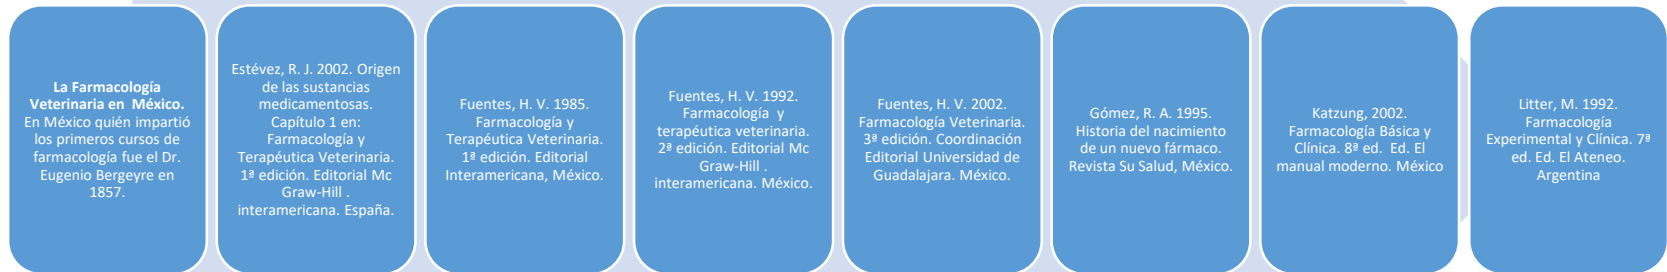 La Farmacología
Veterinaria en México.
En México quién impartió
los primeros cursos de
farmacología fue el Dr.
Eugenio Bergeyre en
1857.
Estévez, R. J. 2002. Origen
de las sustancias
medicamentosas.
Capítulo 1 en:
Farmacología y
Terapéutica Veterinaria.
1ª edición. Editorial Mc
Graw-Hill .
interamericana. España.
Fuentes, H. V. 1985.
Farmacología y
Terapéutica Veterinaria.
1ª edición. Editorial
Interamericana, México.
Fuentes, H. V. 1992.
Farmacología y
terapéutica veterinaria.
2ª edición. Editorial Mc
Graw-Hill .
interamericana. México.
Fuentes, H. V. 2002.
Farmacología Veterinaria.
3ª edición. Coordinación
Editorial Universidad de
Guadalajara. México.
Gómez, R. A. 1995.
Historia del nacimiento
de un nuevo fármaco.
Revista Su Salud, México.
Katzung, 2002.
Farmacología Básica y
Clínica. 8ª ed. Ed. El
manual moderno. México
Litter, M. 1992.
Farmacología
Experimental y Clínica. 7ª
ed. Ed. El Ateneo.
Argentina